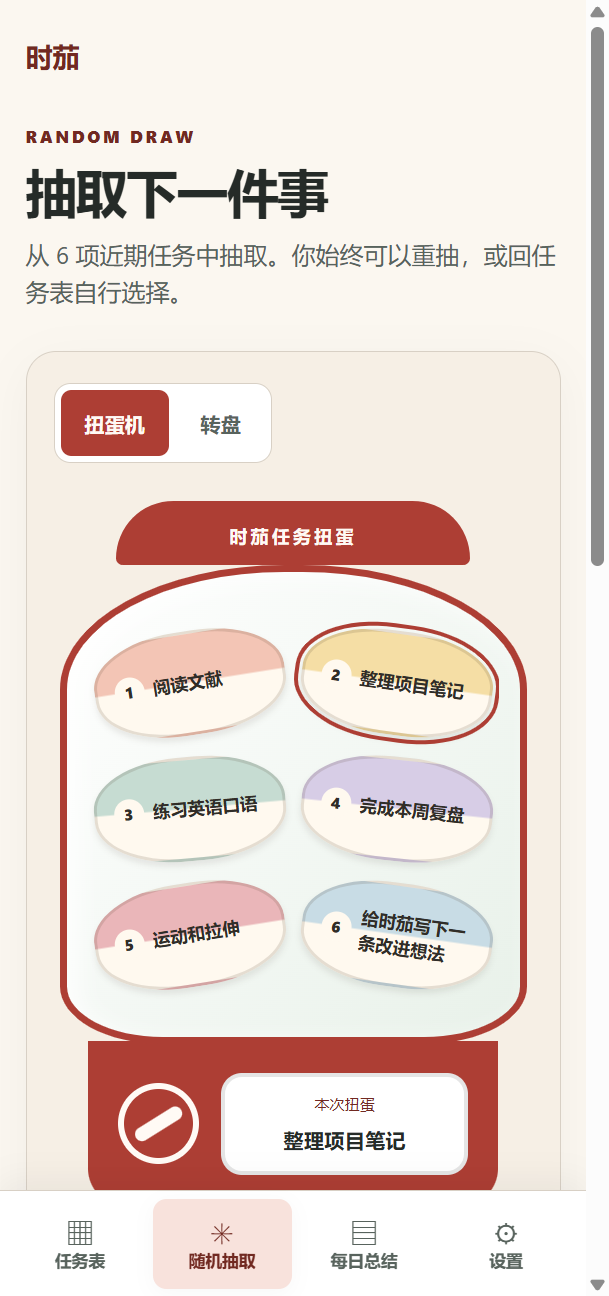 时茄
RANDOM DRAW
抽取下一件事
从 6 项近期任务中抽取。你始终可以重抽，或回任
务表自行选择。
扭蛋机
转盘
时茄任务扭蛋
1 阅读文献
2 整理项目笔记
3 练习英语口语
4 完成本周复盘
5 运动和拉伸
6 给时茄写下一
条改进想法
本次扭蛋
整理项目笔记
任务表
随机抽取
每日总结
设置